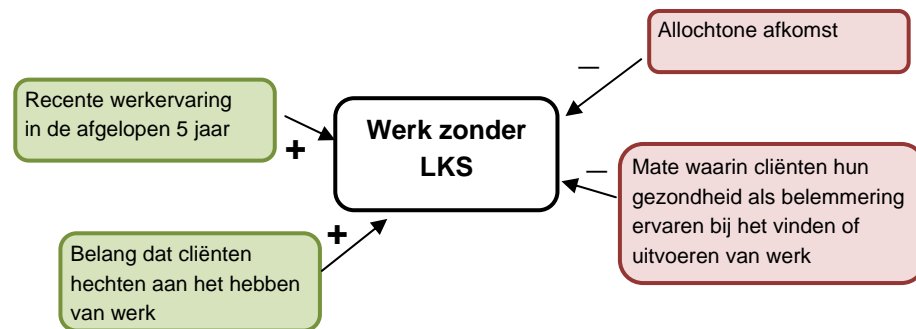 Allochtone afkomst
–
Recente werkervaring
in de afgelopen 5 jaar
+
Werk zonder
LKS
–
Mate waarin cliënten hun
gezondheid als belemmering
ervaren bij het vinden of
uitvoeren van werk
+
Belang dat cliënten
hechten aan het hebben
van werk